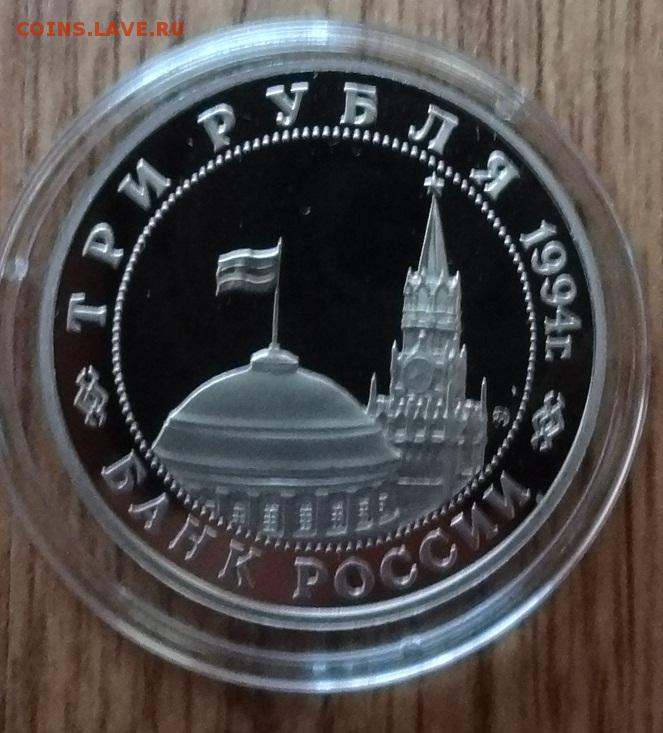 COINS.LAVE.RU
ТРИ РУБЛЯ 1994г.
БАНК РОССИИ